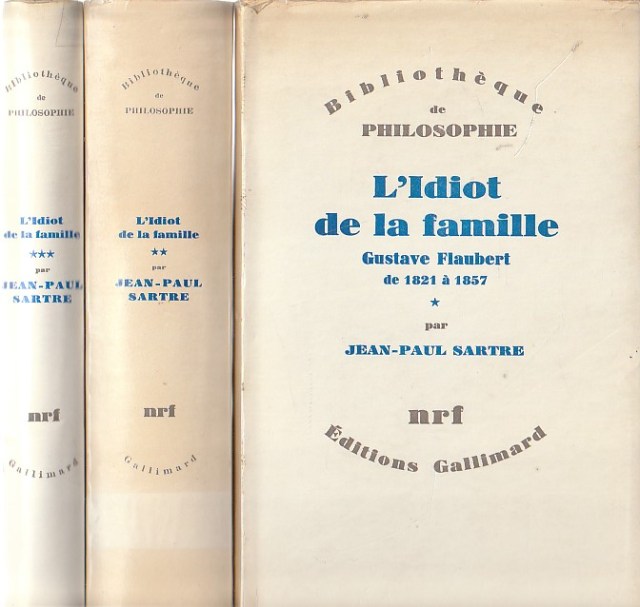 Bibliothèque
de
PHILOSOPHIE
L'Idiot
de la famille
★★★
par
JEAN-PAUL
SARTRE
nrf
Gallimard
Bibliothèque
de
PHILOSOPHIE
L'Idiot
de la famille
★★
par
JEAN-PAUL
SARTRE
nrf
Gallimard
Bibliothèque
de
PHILOSOPHIE
L'Idiot
de la famille
Gustave Flaubert
de 1821 à 1857
★
par
JEAN-PAUL SARTRE
nrf
Éditions Gallimard